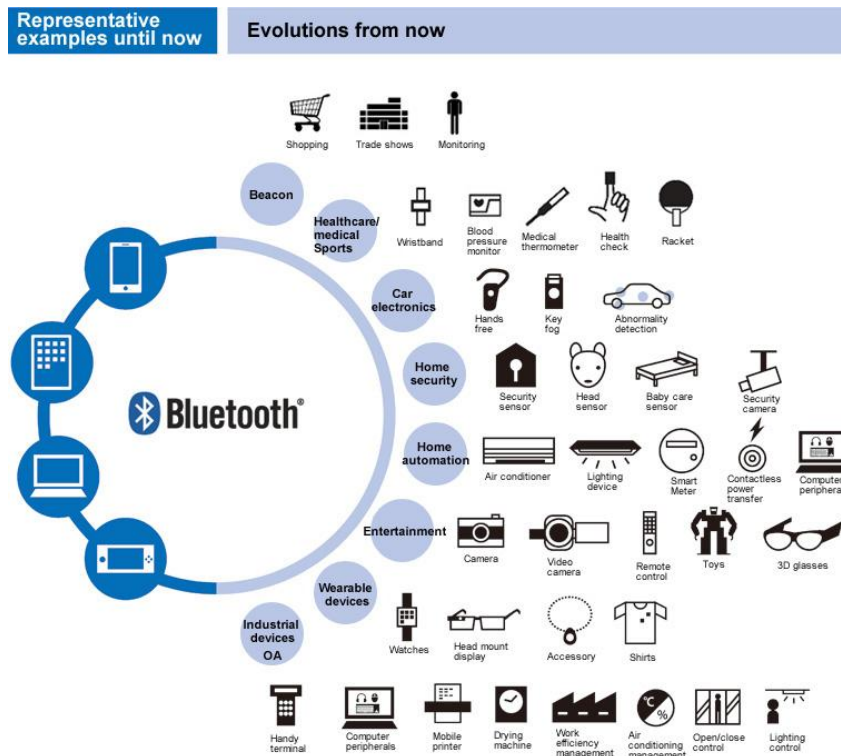 Representative
examples until now
Evolutions from now
Shopping
Trade shows
Monitoring
Beacon
Healthcare/
medical
Sports
Wristband
Blood
pressure
monitor
Medical
thermometer
Health
check
Racket
Car
electronics
Hands
free
Key
fog
Abnormality
detection
Home
security
Security
sensor
Head
sensor
Baby care
sensor
Security
camera
Bluetooth®
Home
automation
Air conditioner
Lighting
device
Smart
Meter
Contactless
power
transfer
Computer
periphera
Entertainment
Camera
Video
camera
Remote
control
Toys
3D glasses
Wearable
devices
Watches
Head mount
display
Accessory
Shirts
Industrial
devices
OA
Handy
terminal
Computer
peripherals
Mobile
printer
Drying
machine
Work
efficiency
management
Air
conditioning
management
Open/close
control
Lighting
control
°C
%